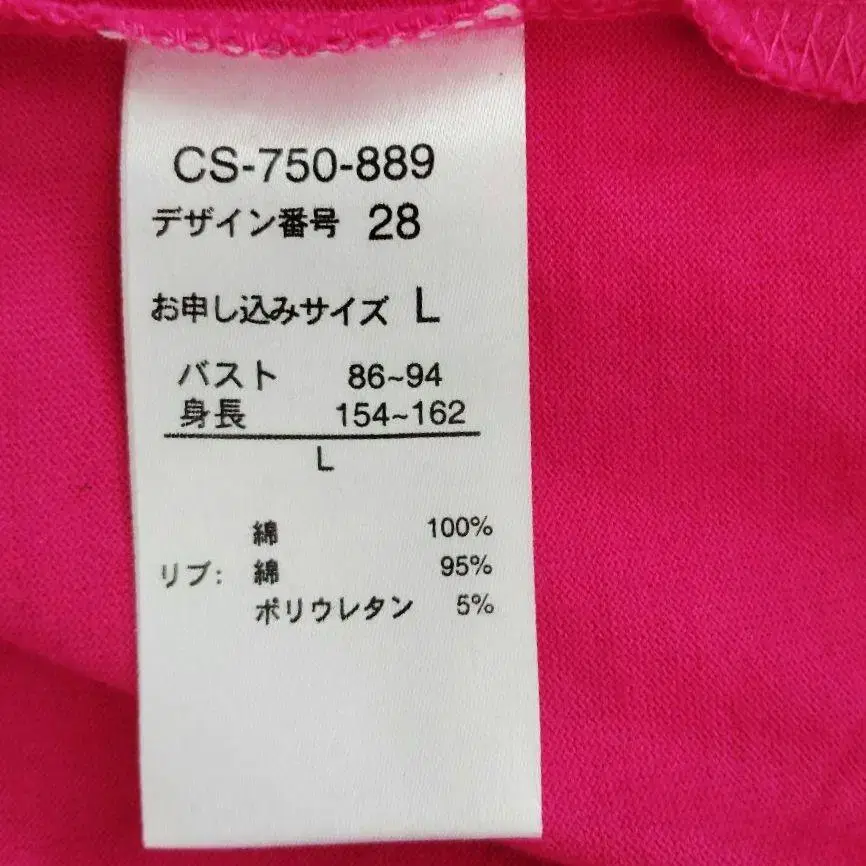 CS-750-889
デザイン番号 28
お申し込みサイズ L
バスト 86~94
身長 154~162
L
綿 100%
リブ: 綿 95%
ポリウレタン 5%